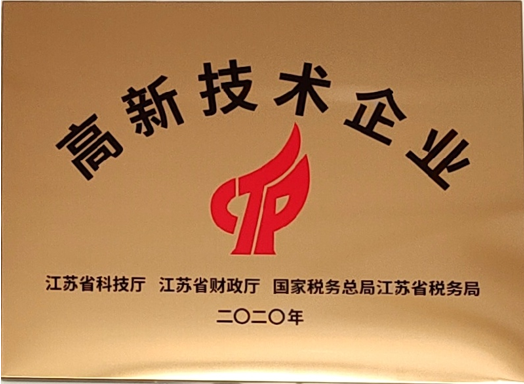 高新技术企业
CTP
江苏省科技厅 江苏省财政厅 国家税务总局江苏省税务局
二〇二〇年